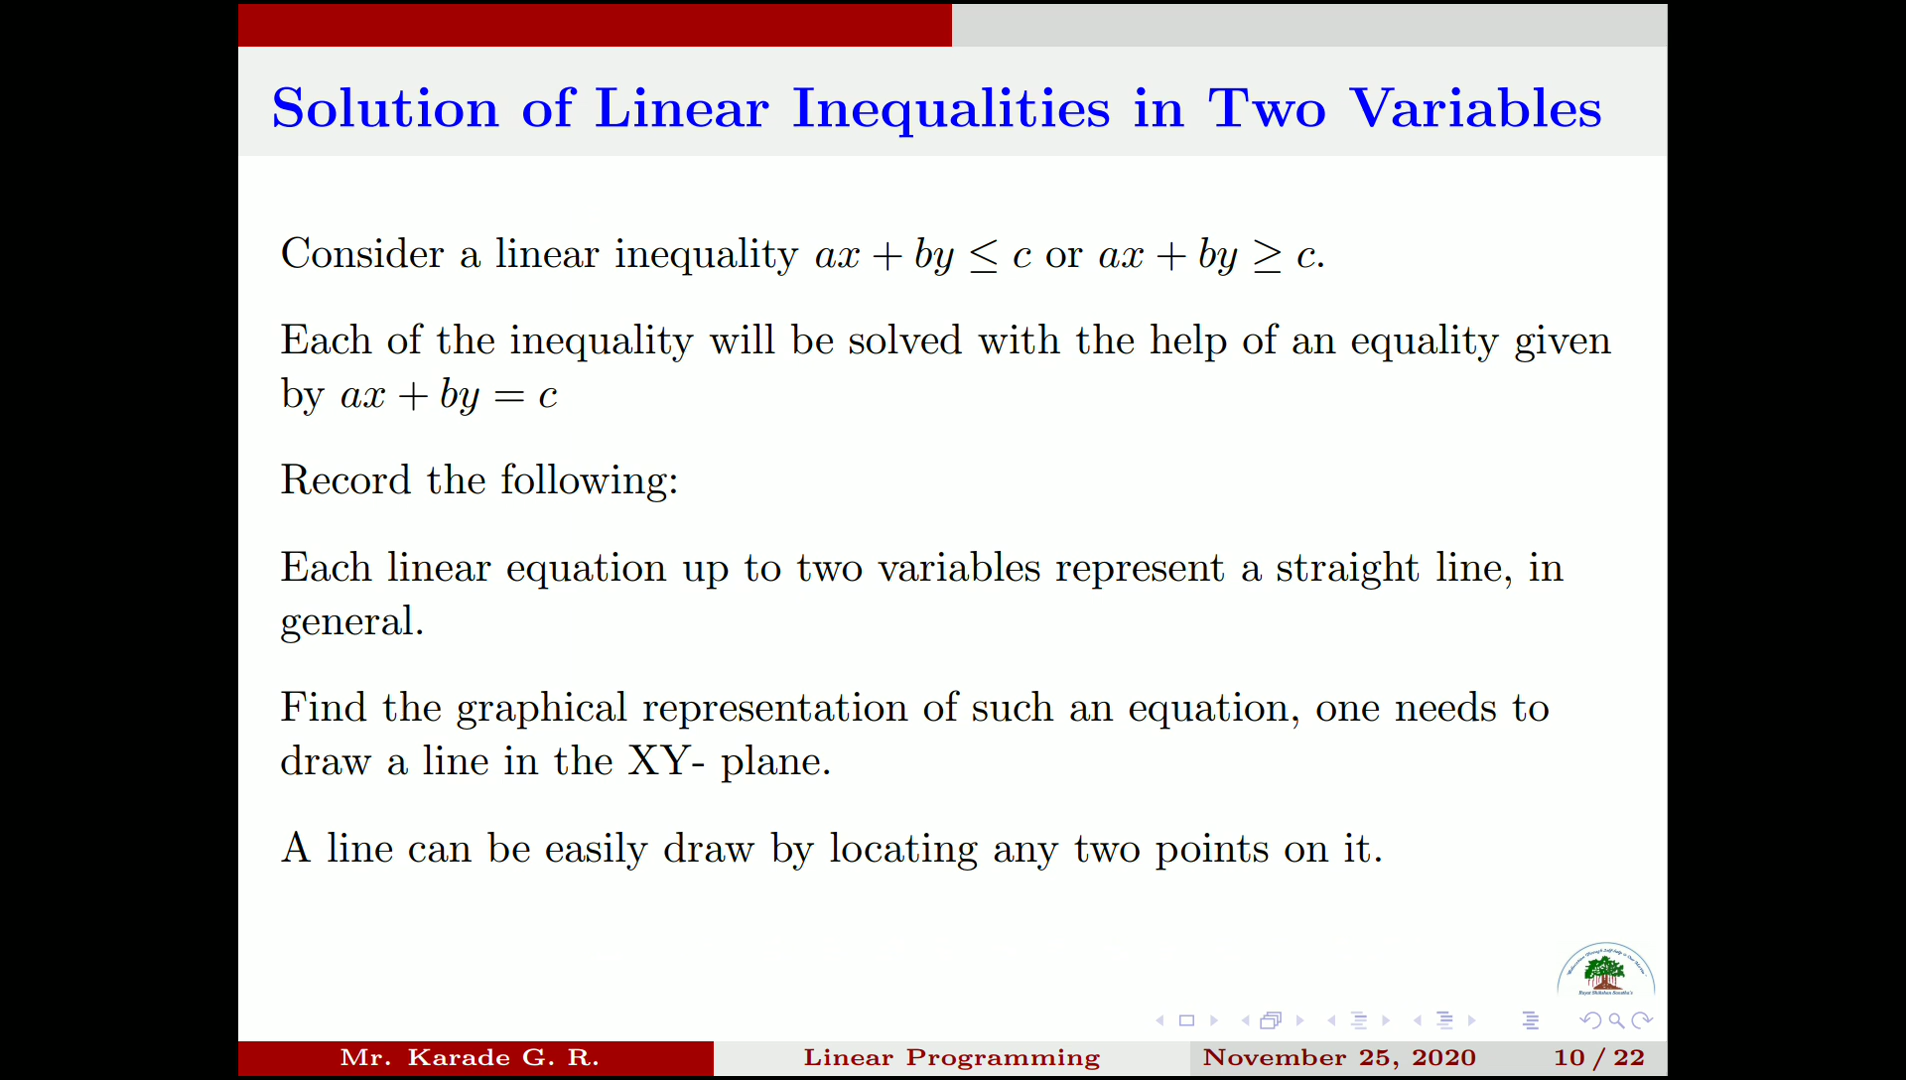 Solution of Linear Inequalities in Two Variables
Consider a linear inequality ax + by ≤ c or ax + by ≥ c.
Each of the inequality will be solved with the help of an equality given
by ax + by = c
Record the following:
Each linear equation up to two variables represent a straight line, in
general.
Find the graphical representation of such an equation, one needs to
draw a line in the XY- plane.
A line can be easily draw by locating any two points on it.
Mr. Karade G. R.
Linear Programming
November 25, 2020
10 / 22